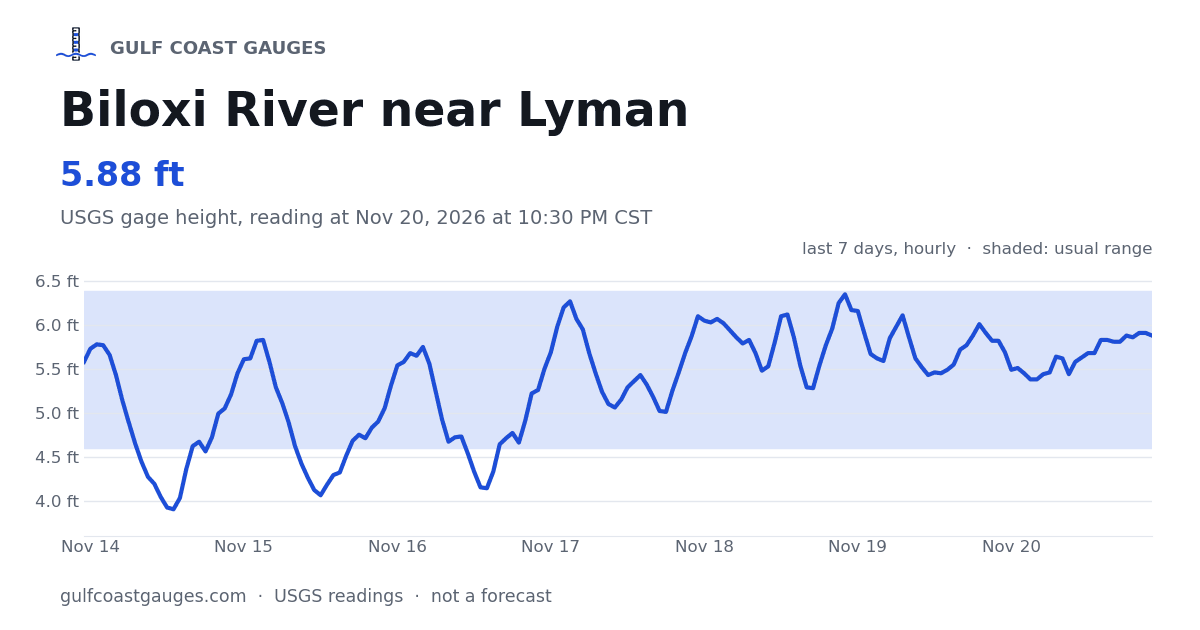 GULF COAST GAUGES
Biloxi River near Lyman
5.88 ft
USGS gage height, reading at Nov 20, 2026 at 10:30 PM CST
last 7 days, hourly · shaded: usual range
6.5 ft
6.0 ft
5.5 ft
5.0 ft
4.5 ft
4.0 ft
Nov 14 Nov 15 Nov 16 Nov 17 Nov 18 Nov 19 Nov 20
gulfcoastgauges.com · USGS readings · not a forecast